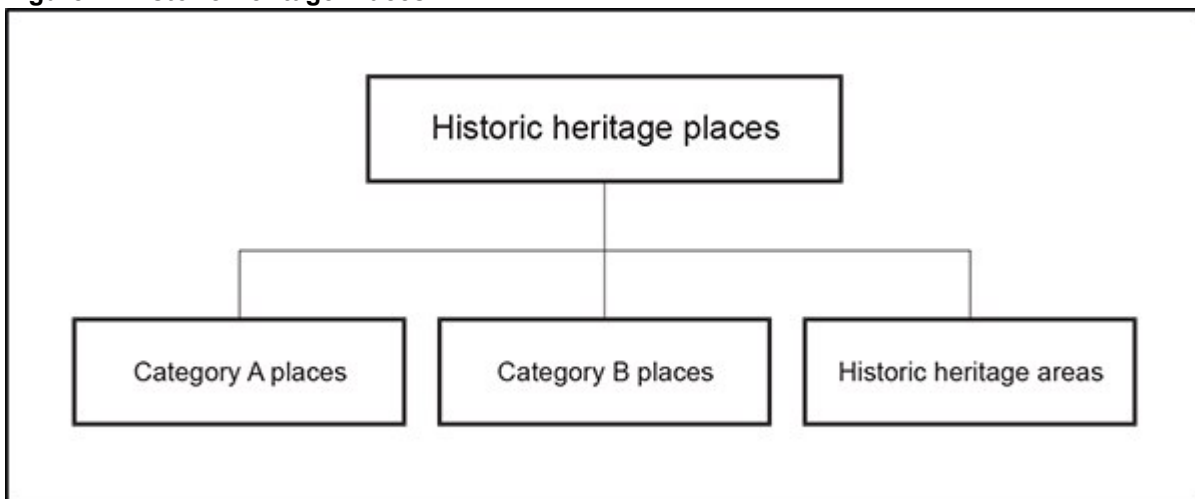 Historic heritage places
Category A places
Category B places
Historic heritage areas